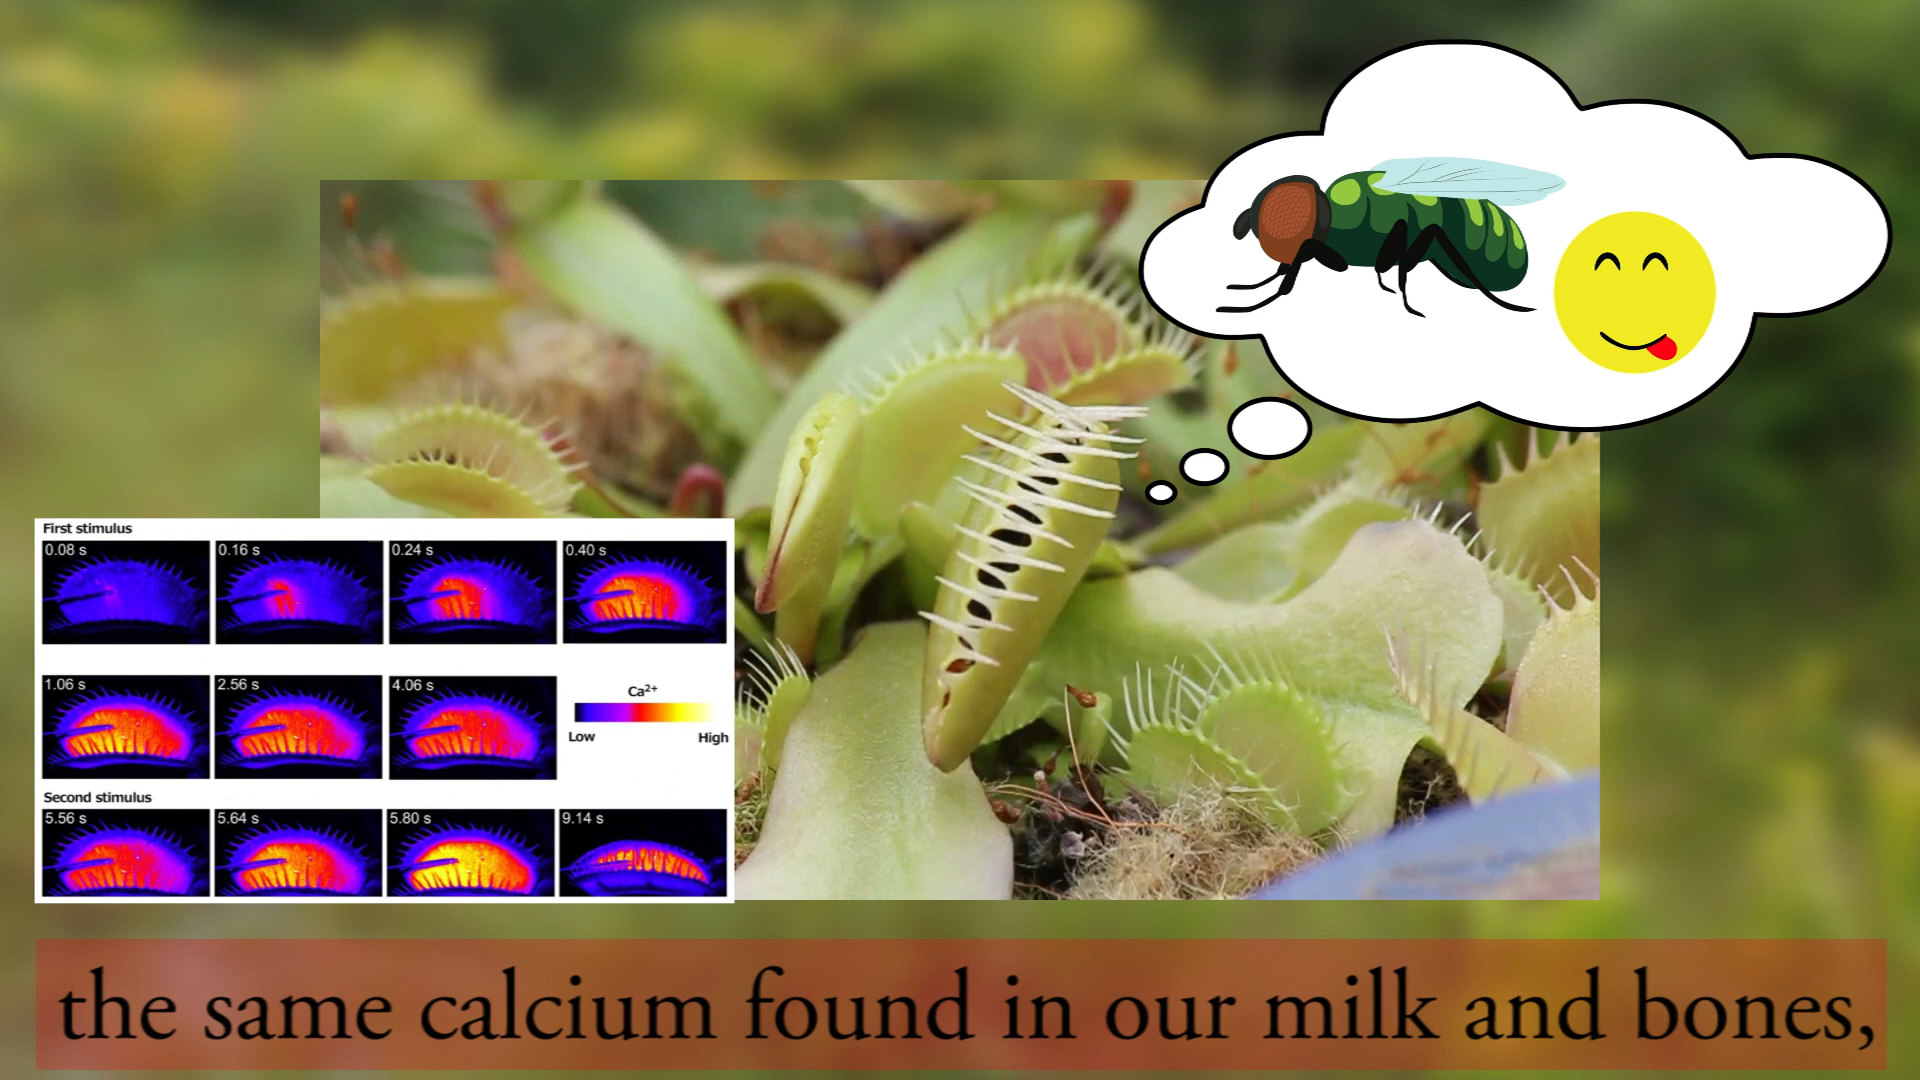 First stimulus
0.08 s
0.16 s
0.24 s
0.40 s
1.06 s
2.56 s
4.06 s
Ca²⁺
Low
High
Second stimulus
5.56 s
5.64 s
5.80 s
9.14 s
the same calcium found in our milk and bones,